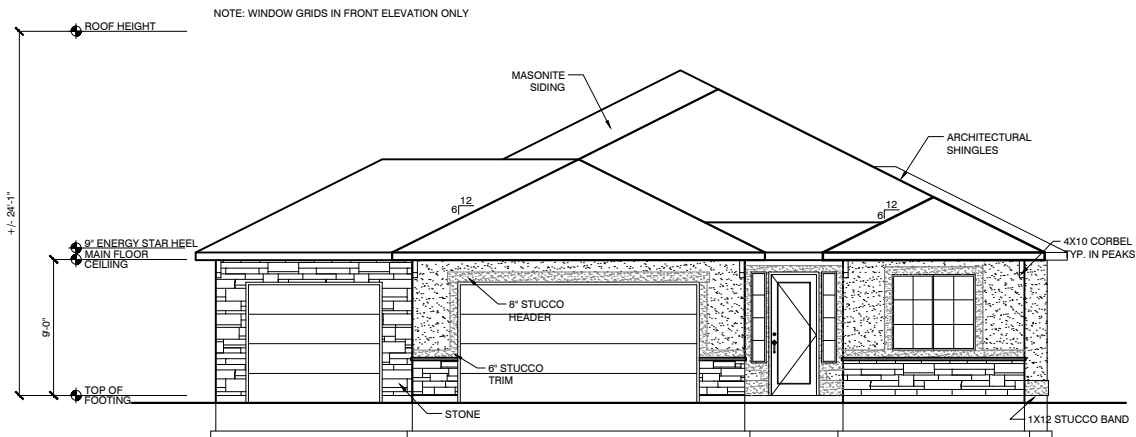 NOTE: WINDOW GRIDS IN FRONT ELEVATION ONLY
ROOF HEIGHT
MASONITE
SIDING
ARCHITECTURAL
SHINGLES
12
6
12
6
+/- 24'-1"
9" ENERGY STAR HEEL
MAIN FLOOR
CEILING
4X10 CORBEL
TYP. IN PEAKS
8" STUCCO
HEADER
9'-0"
6" STUCCO
TRIM
TOP OF
FOOTING
STONE
1X12 STUCCO BAND